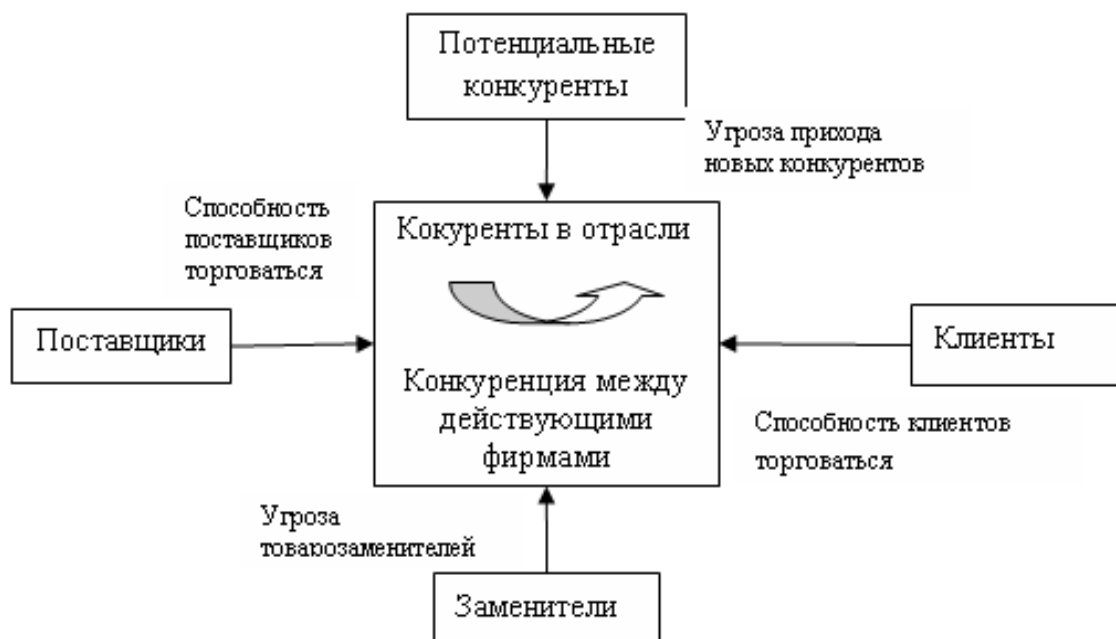 Потенциальные
конкуренты
Угроза прихода
новых конкурентов
Способность
поставщиков
торговаться
Кокуренты в отрасли
Поставщики
Клиенты
Конкуренция между
действующими
фирмами
Способность клиентов
торговаться
Угроза
товарозаменителей
Заменители